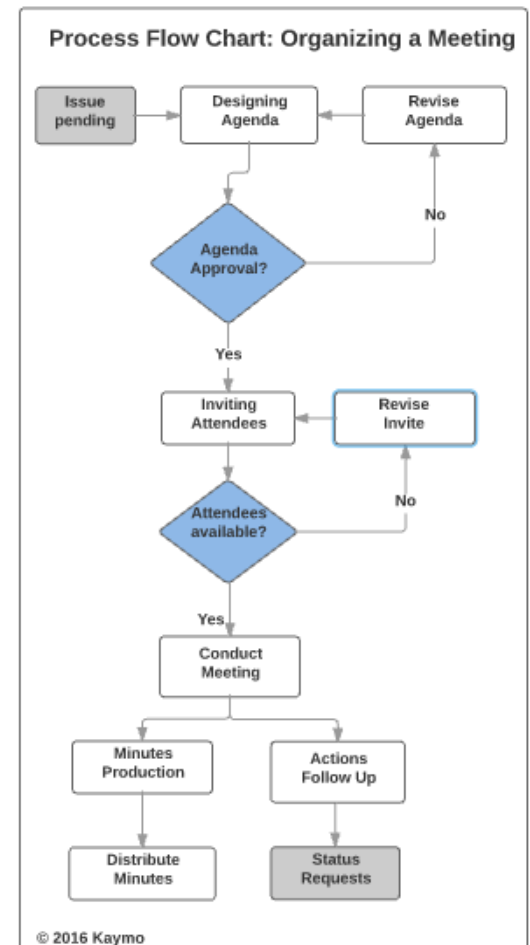 Process Flow Chart: Organizing a Meeting
Issue
pending
Designing
Agenda
Revise
Agenda
No
Agenda
Approval?
Yes
Inviting
Attendees
Revise
Invite
No
Attendees
available?
Yes
Conduct
Meeting
Minutes
Production
Actions
Follow Up
Distribute
Minutes
Status
Requests
© 2016 Kaymo